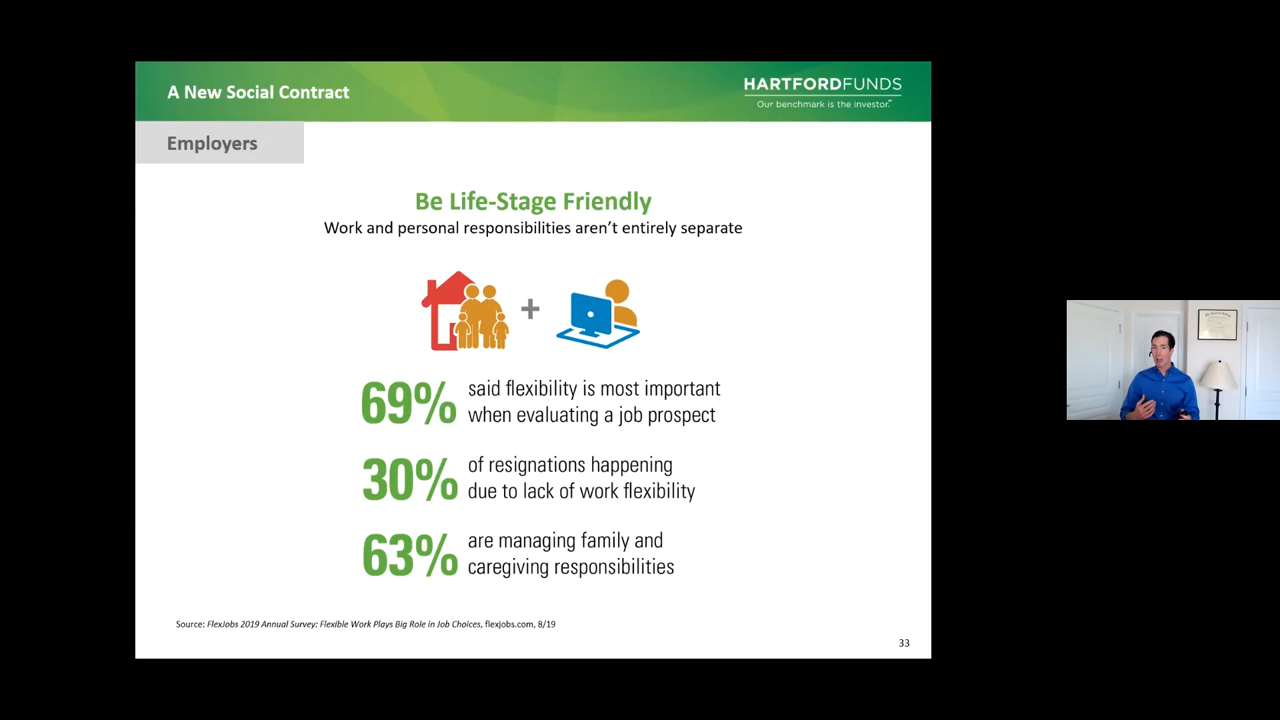 A New Social Contract
HARTFORDFUNDS
Our benchmark is the investor.℠
Employers
Be Life-Stage Friendly
Work and personal responsibilities aren't entirely separate
+
69% said flexibility is most important
when evaluating a job prospect
30% of resignations happening
due to lack of work flexibility
63% are managing family and
caregiving responsibilities
Source: FlexJobs 2019 Annual Survey: Flexible Work Plays Big Role in Job Choices, flexjobs.com, 8/19
33